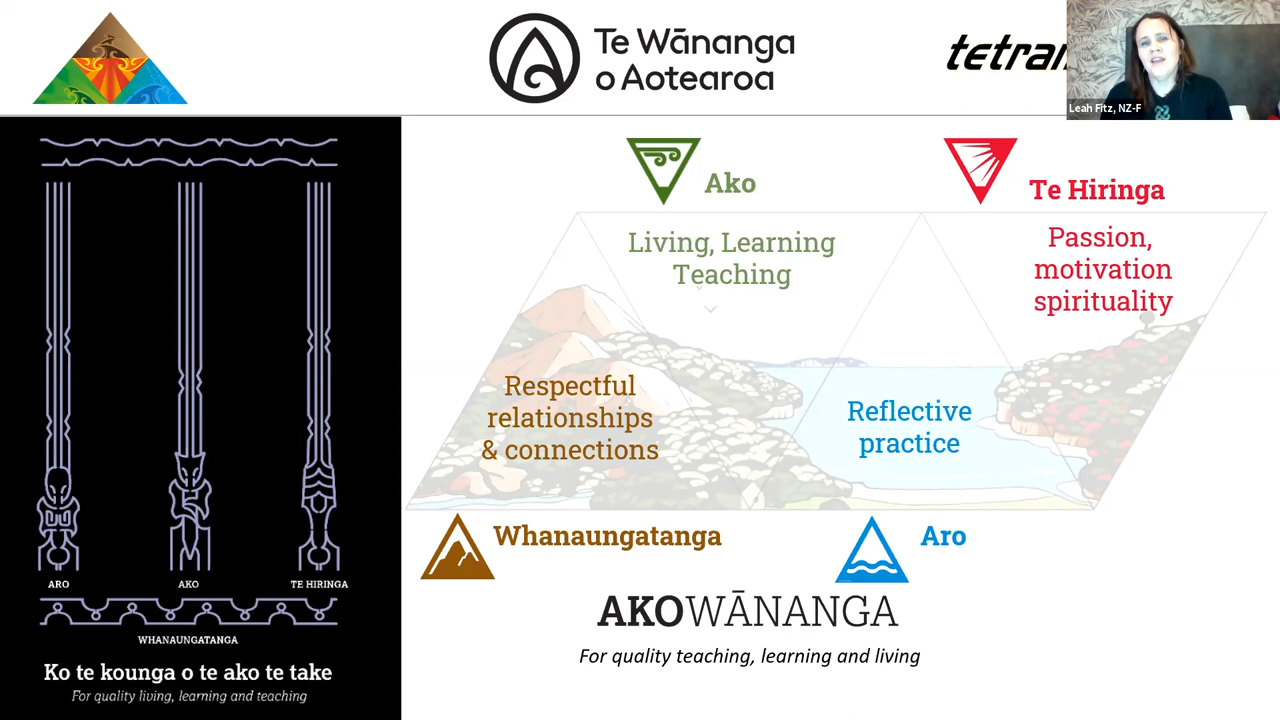 Te Wānanga
o Aotearoa
Leah Fitz, NZ-F
Ako
Te Hiringa
Living, Learning
Teaching
Passion,
motivation
spirituality
Respectful
relationships
& connections
Reflective
practice
Whanaungatanga
Aro
AKOWĀNANGA
For quality teaching, learning and living
ARO
AKO
TE HIRINGA
WHANAUNGATANGA
Ko te kounga o te ako te take
For quality living, learning and teaching